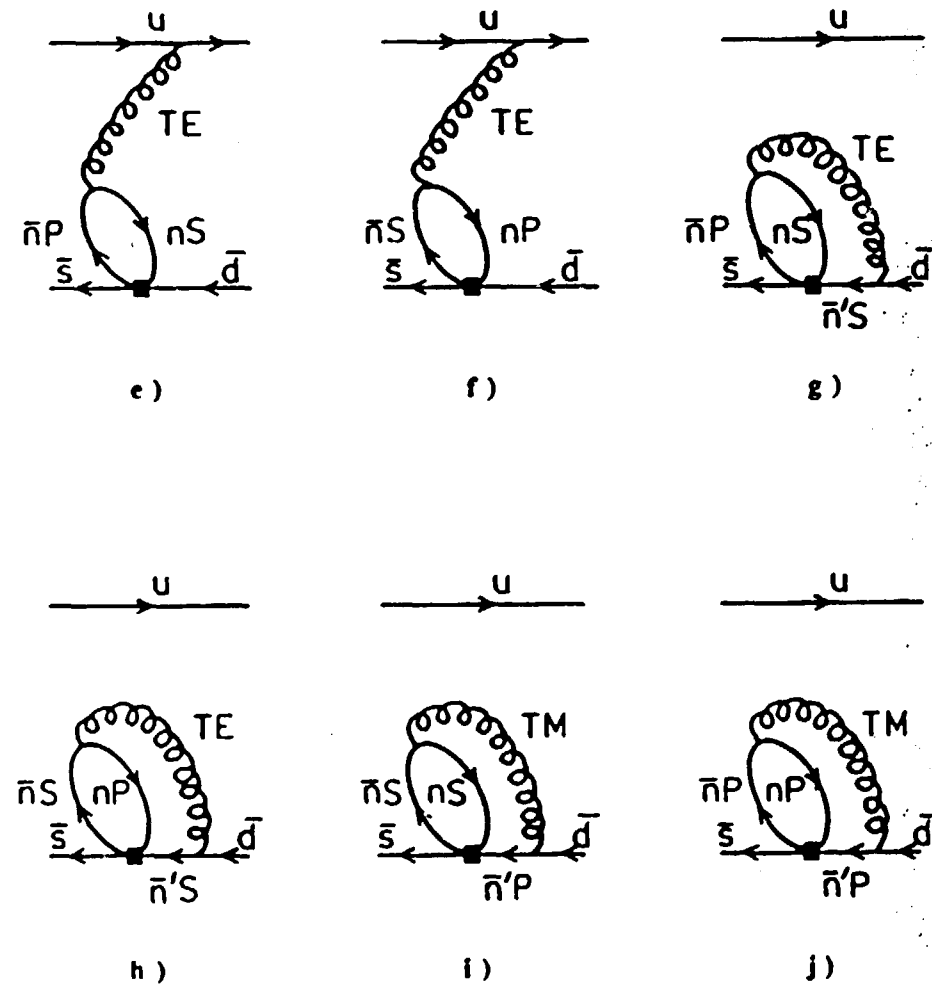 u u u
TE TE TE
n̄P nS n̄S nP n̄P nS
s̄ d̄ s̄ d̄ s̄ d̄
n̄′S
e) f) g)
u u u
TE TM TM
n̄S nP n̄S nS n̄P nP
s̄ d̄ s̄ d̄ s̄ d̄
n̄′S n̄′P n̄′P
h) i) j)